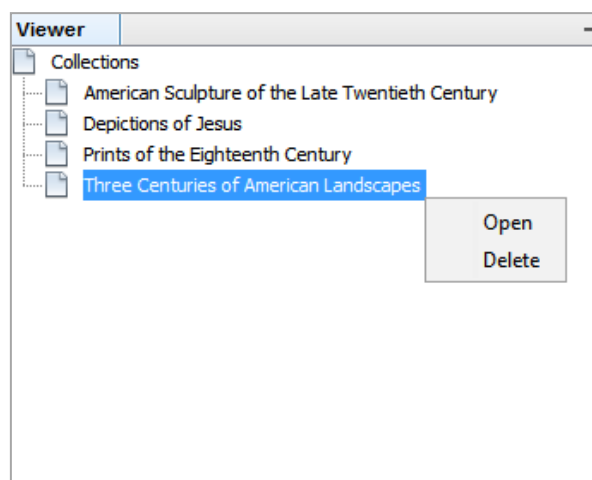 Viewer
Collections
American Sculpture of the Late Twentieth Century
Depictions of Jesus
Prints of the Eighteenth Century
Three Centuries of American Landscapes
Open
Delete